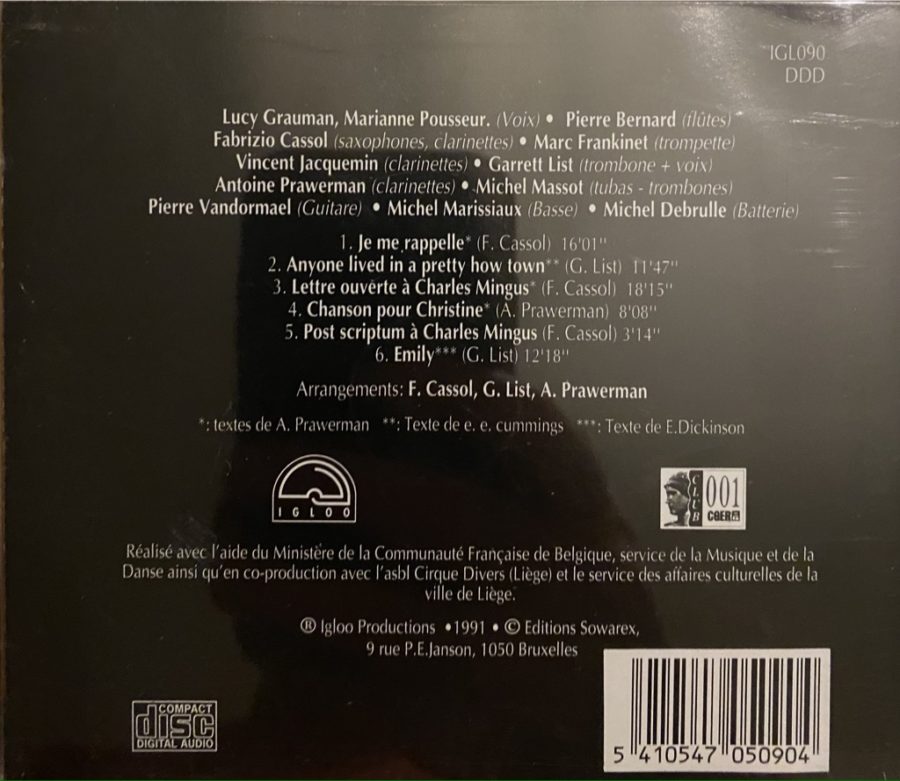 IGL090
DDD
Lucy Grauman, Marianne Pousseur. (Voix) • Pierre Bernard (flûtes)
Fabrizio Cassol (saxophones, clarinettes) • Marc Frankinet (trompette)
Vincent Jacquemin (clarinettes) • Garrett List (trombone + voix)
Antoine Prawerman (clarinettes) • Michel Massot (tubas - trombones)
Pierre Vandormael (Guitare) • Michel Marissiaux (Basse) • Michel Debrulle (Batterie)
1. Je me rappelle* (F. Cassol) 16'01"
2. Anyone lived in a pretty how town** (G. List) 11'47"
3. Lettre ouverte à Charles Mingus* (F. Cassol) 18'15"
4. Chanson pour Christine* (A. Prawerman) 8'08"
5. Post scriptum à Charles Mingus (F. Cassol) 3'14"
6. Emily*** (G. List) 12'18"
Arrangements: F. Cassol, G. List, A. Prawerman
*: textes de A. Prawerman **: Texte de e. e. cummings ***: Texte de E.Dickinson
IGLOO
CLUB 001 CGER
Réalisé avec l'aide du Ministère de la Communauté Française de Belgique, service de la Musique et de la
Danse ainsi qu'en co-production avec l'asbl Cirque Divers (Liège) et le service des affaires culturelles de la
ville de Liège.
® Igloo Productions • 1991 • © Editions Sowarex,
9 rue P.E.Janson, 1050 Bruxelles
COMPACT
disc
DIGITAL AUDIO
5 410547 050904